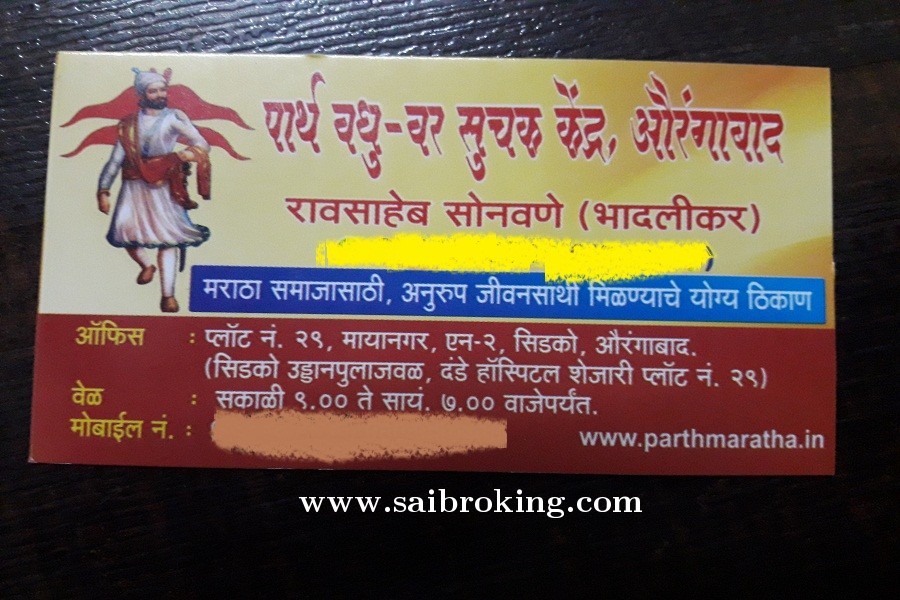 पार्थ वधु-वर सुचक केंद्र, औरंगाबाद
रावसाहेब सोनवणे (भादलीकर)
मराठा समाजासाठी, अनुरुप जीवनसाथी मिळण्याचे योग्य ठिकाण
ऑफिस : प्लॉट नं. २९, मायानगर, एन-२, सिडको, औरंगाबाद.
(सिडको उड्डानपुलाजवळ, दंडे हॉस्पिटल शेजारी प्लॉट नं. २९)
वेळ : सकाळी ९.०० ते सायं. ७.०० वाजेपर्यंत.
मोबाईल नं. :
www.parthmaratha.in
www.saibroking.com